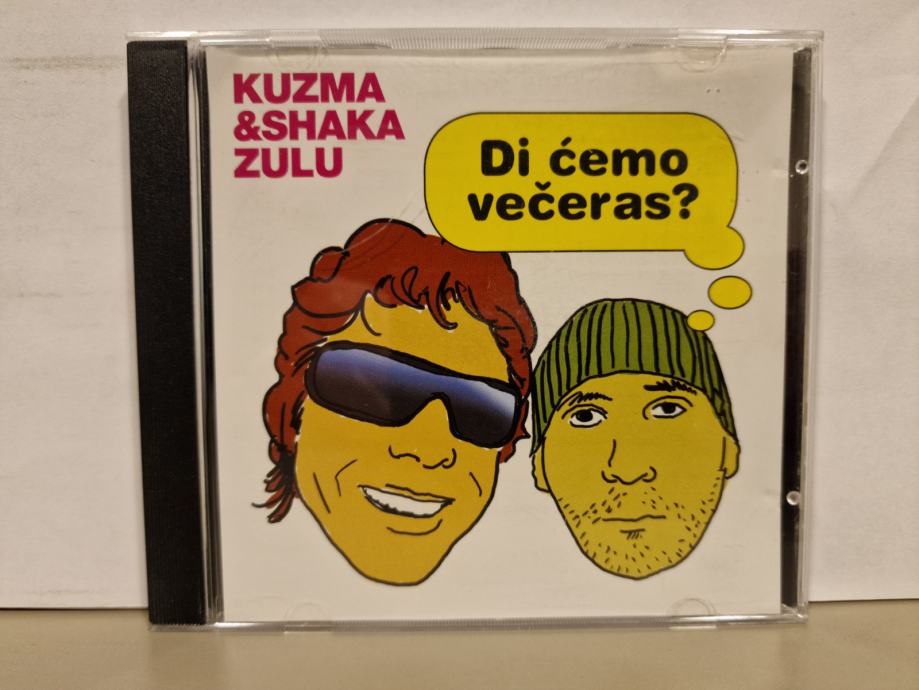 KUZMA
&SHAKA
ZULU
Di ćemo
večeras?